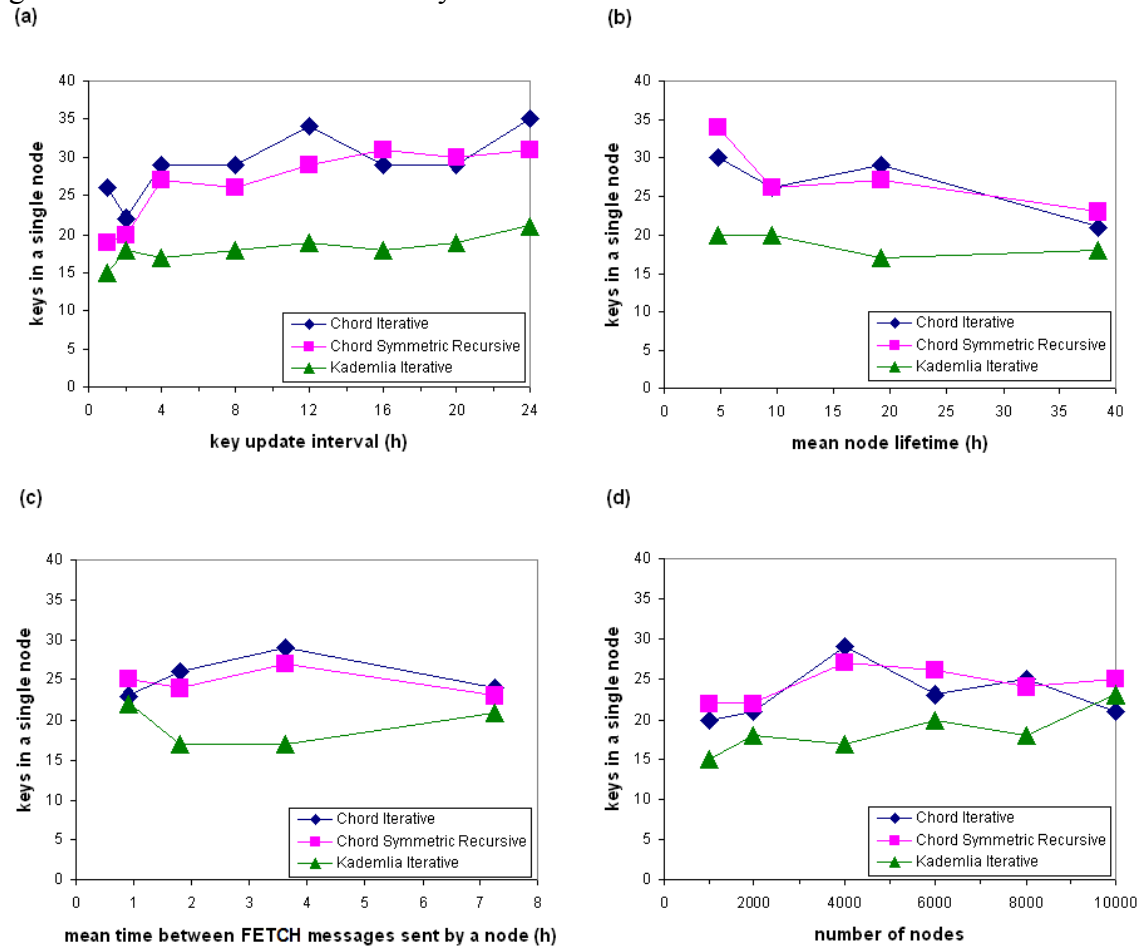 (a)
40
35
30
25
20
15
10
5
0
keys in a single node
Chord Iterative
Chord Symmetric Recursive
Kademlia Iterative
0 4 8 12 16 20 24
key update interval (h)
(b)
40
35
30
25
20
15
10
5
0
keys in a single node
Chord Iterative
Chord Symmetric Recursive
Kademlia Iterative
0 5 10 15 20 25 30 35 40
mean node lifetime (h)
(c)
40
35
30
25
20
15
10
5
0
keys in a single node
Chord Iterative
Chord Symmetric Recursive
Kademlia Iterative
0 1 2 3 4 5 6 7 8
mean time between FETCH messages sent by a node (h)
(d)
40
35
30
25
20
15
10
5
0
keys in a single node
Chord Iterative
Chord Symmetric Recursive
Kademlia Iterative
0 2000 4000 6000 8000 10000
number of nodes